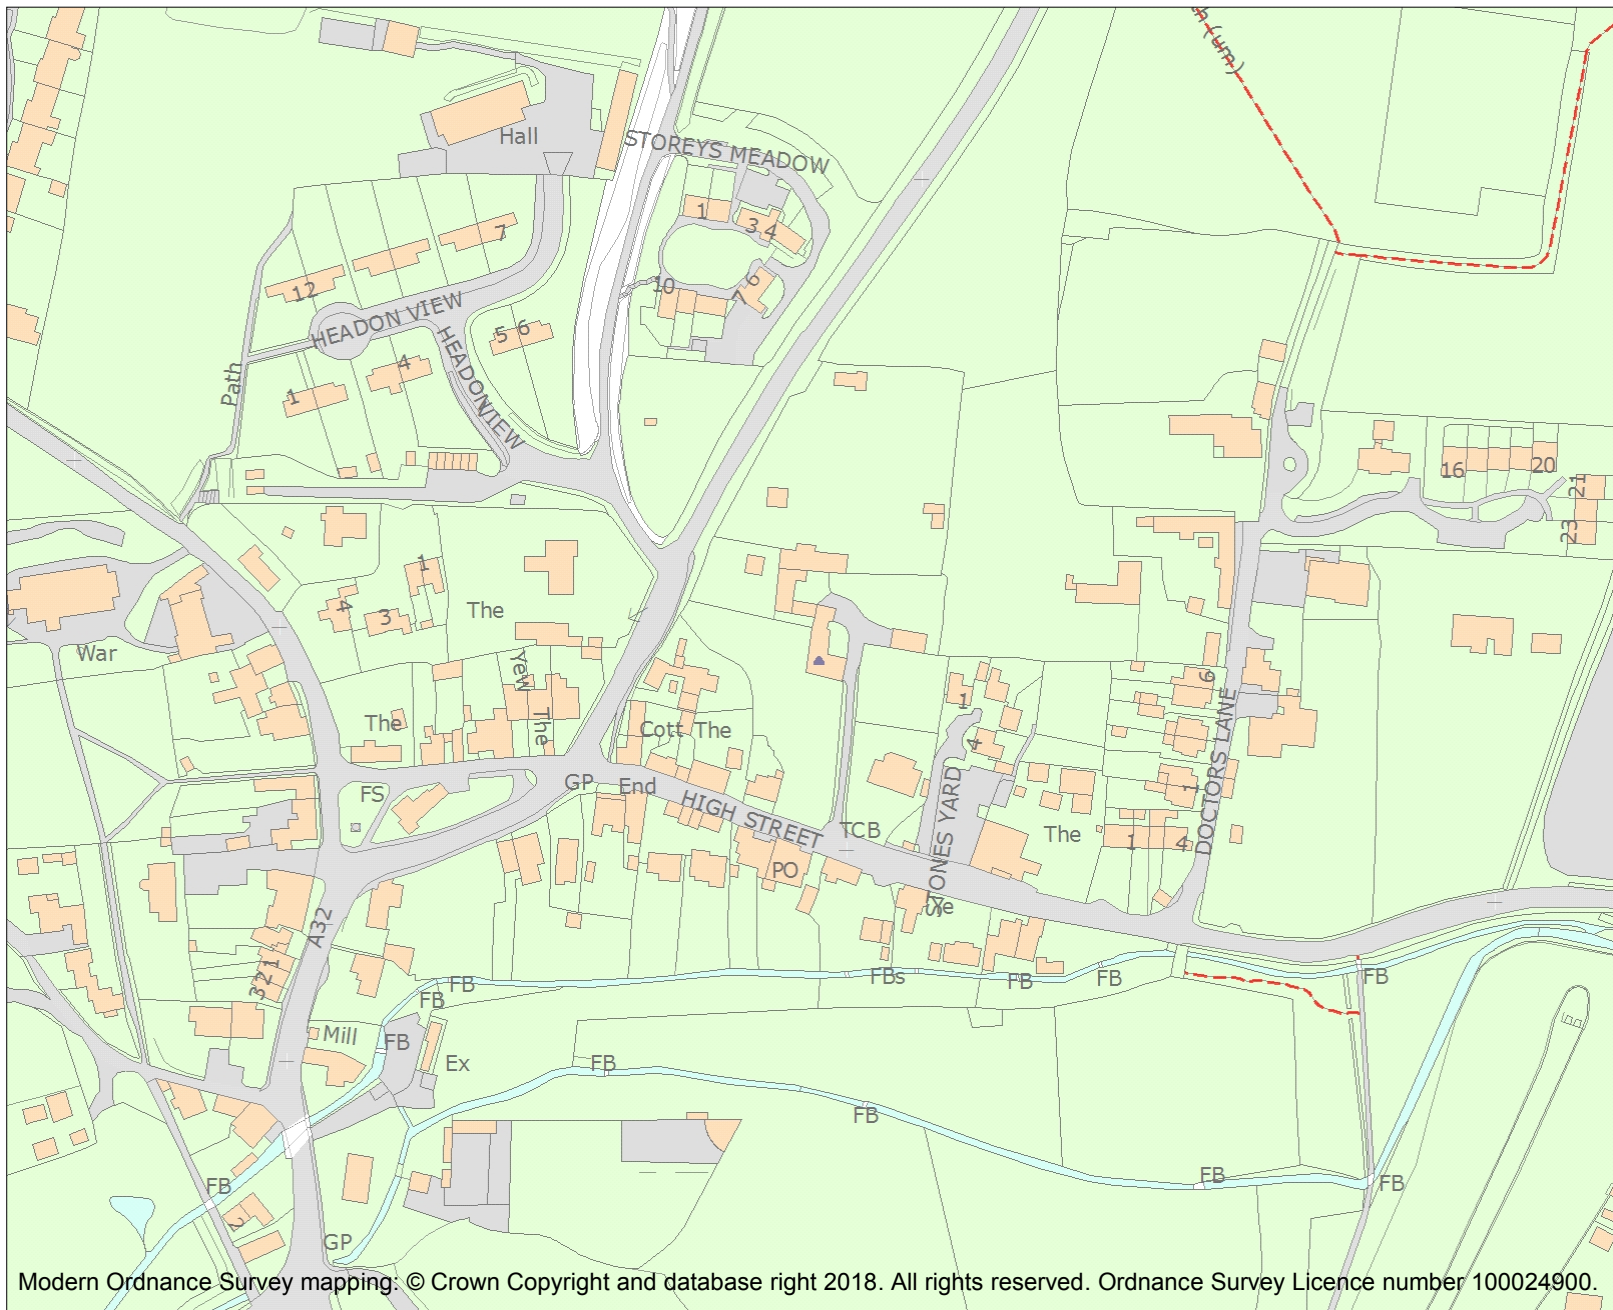 (um)
Hall
STOREYS MEADOW
1
3 4
7
12
10
6
7
HEADON VIEW
5 6
HEADON VIEW
4
Path
1
16
20
21
23
1
4
3
The
War
Yew
6
The
The
Cott The
1
4
GP
End
FS
HIGH STREET
STONES YARD
DOCTORS LANE
1
TCB
The
1
4
PO
A32
1
2
3
FB
FB
FBs
FB
FB
FB
Mill
FB
Ex
FB
FB
FB
FB
FB
2
GP
Modern Ordnance Survey mapping: © Crown Copyright and database right 2018. All rights reserved. Ordnance Survey Licence number 100024900.